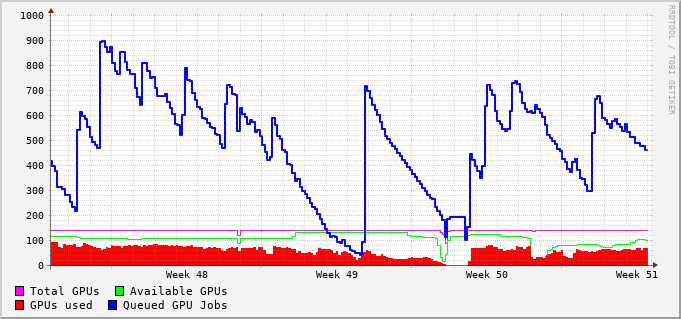 1000
900
800
700
600
500
400
300
200
100
0
Week 48 Week 49 Week 50 Week 51
Total GPUs Available GPUs
GPUs used Queued GPU Jobs
RRDTOOL / TOBI OETIKER